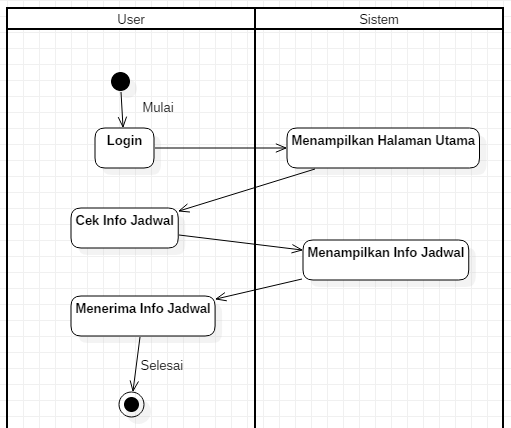 User
Sistem
Mulai
Login
Menampilkan Halaman Utama
Cek Info Jadwal
Menampilkan Info Jadwal
Menerima Info Jadwal
Selesai